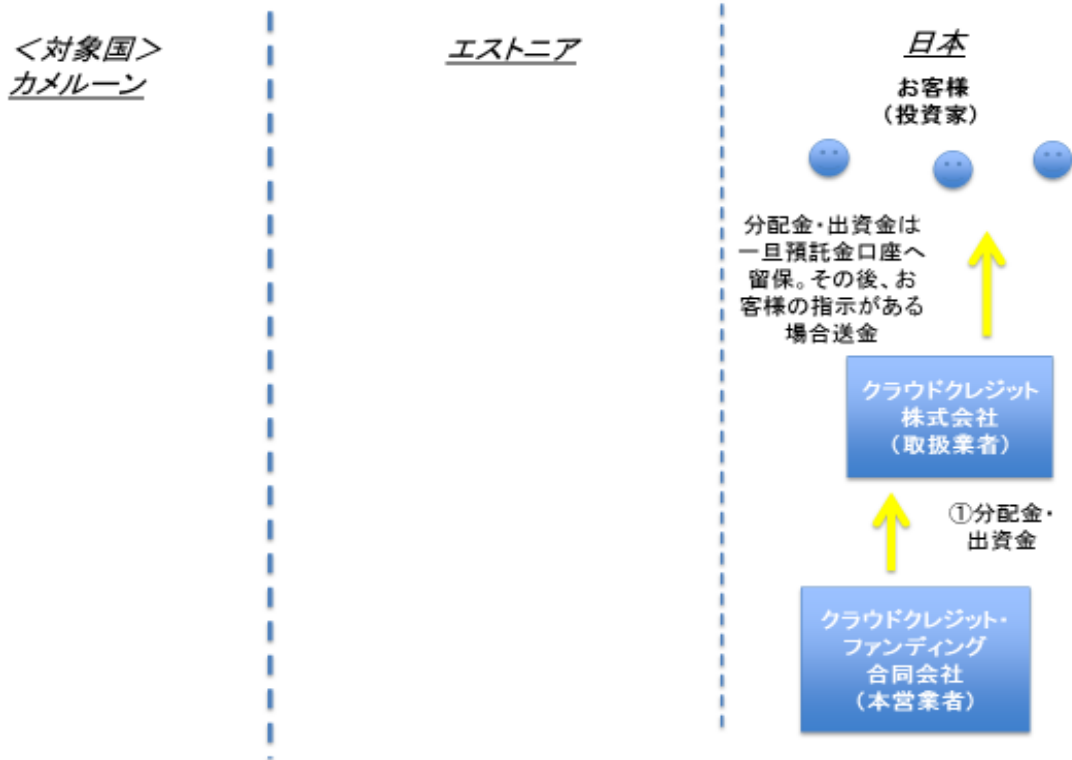 ＜対象国＞
カメルーン
エストニア
日本
お客様
（投資家）
分配金・出資金は
一旦預託金口座へ
留保。その後、お
客様の指示がある
場合送金
クラウドクレジット
株式会社
（取扱業者）
①分配金・
出資金
クラウドクレジット・
ファンディング
合同会社
（本営業者）